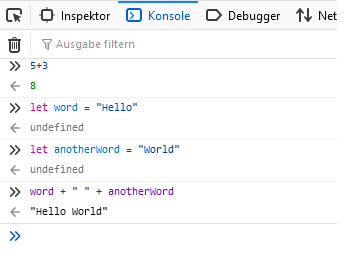 Inspektor Konsole Debugger Net
Ausgabe filtern
5+3
8
let word = "Hello"
undefined
let anotherWord = "World"
undefined
word + " " + anotherWord
"Hello World"